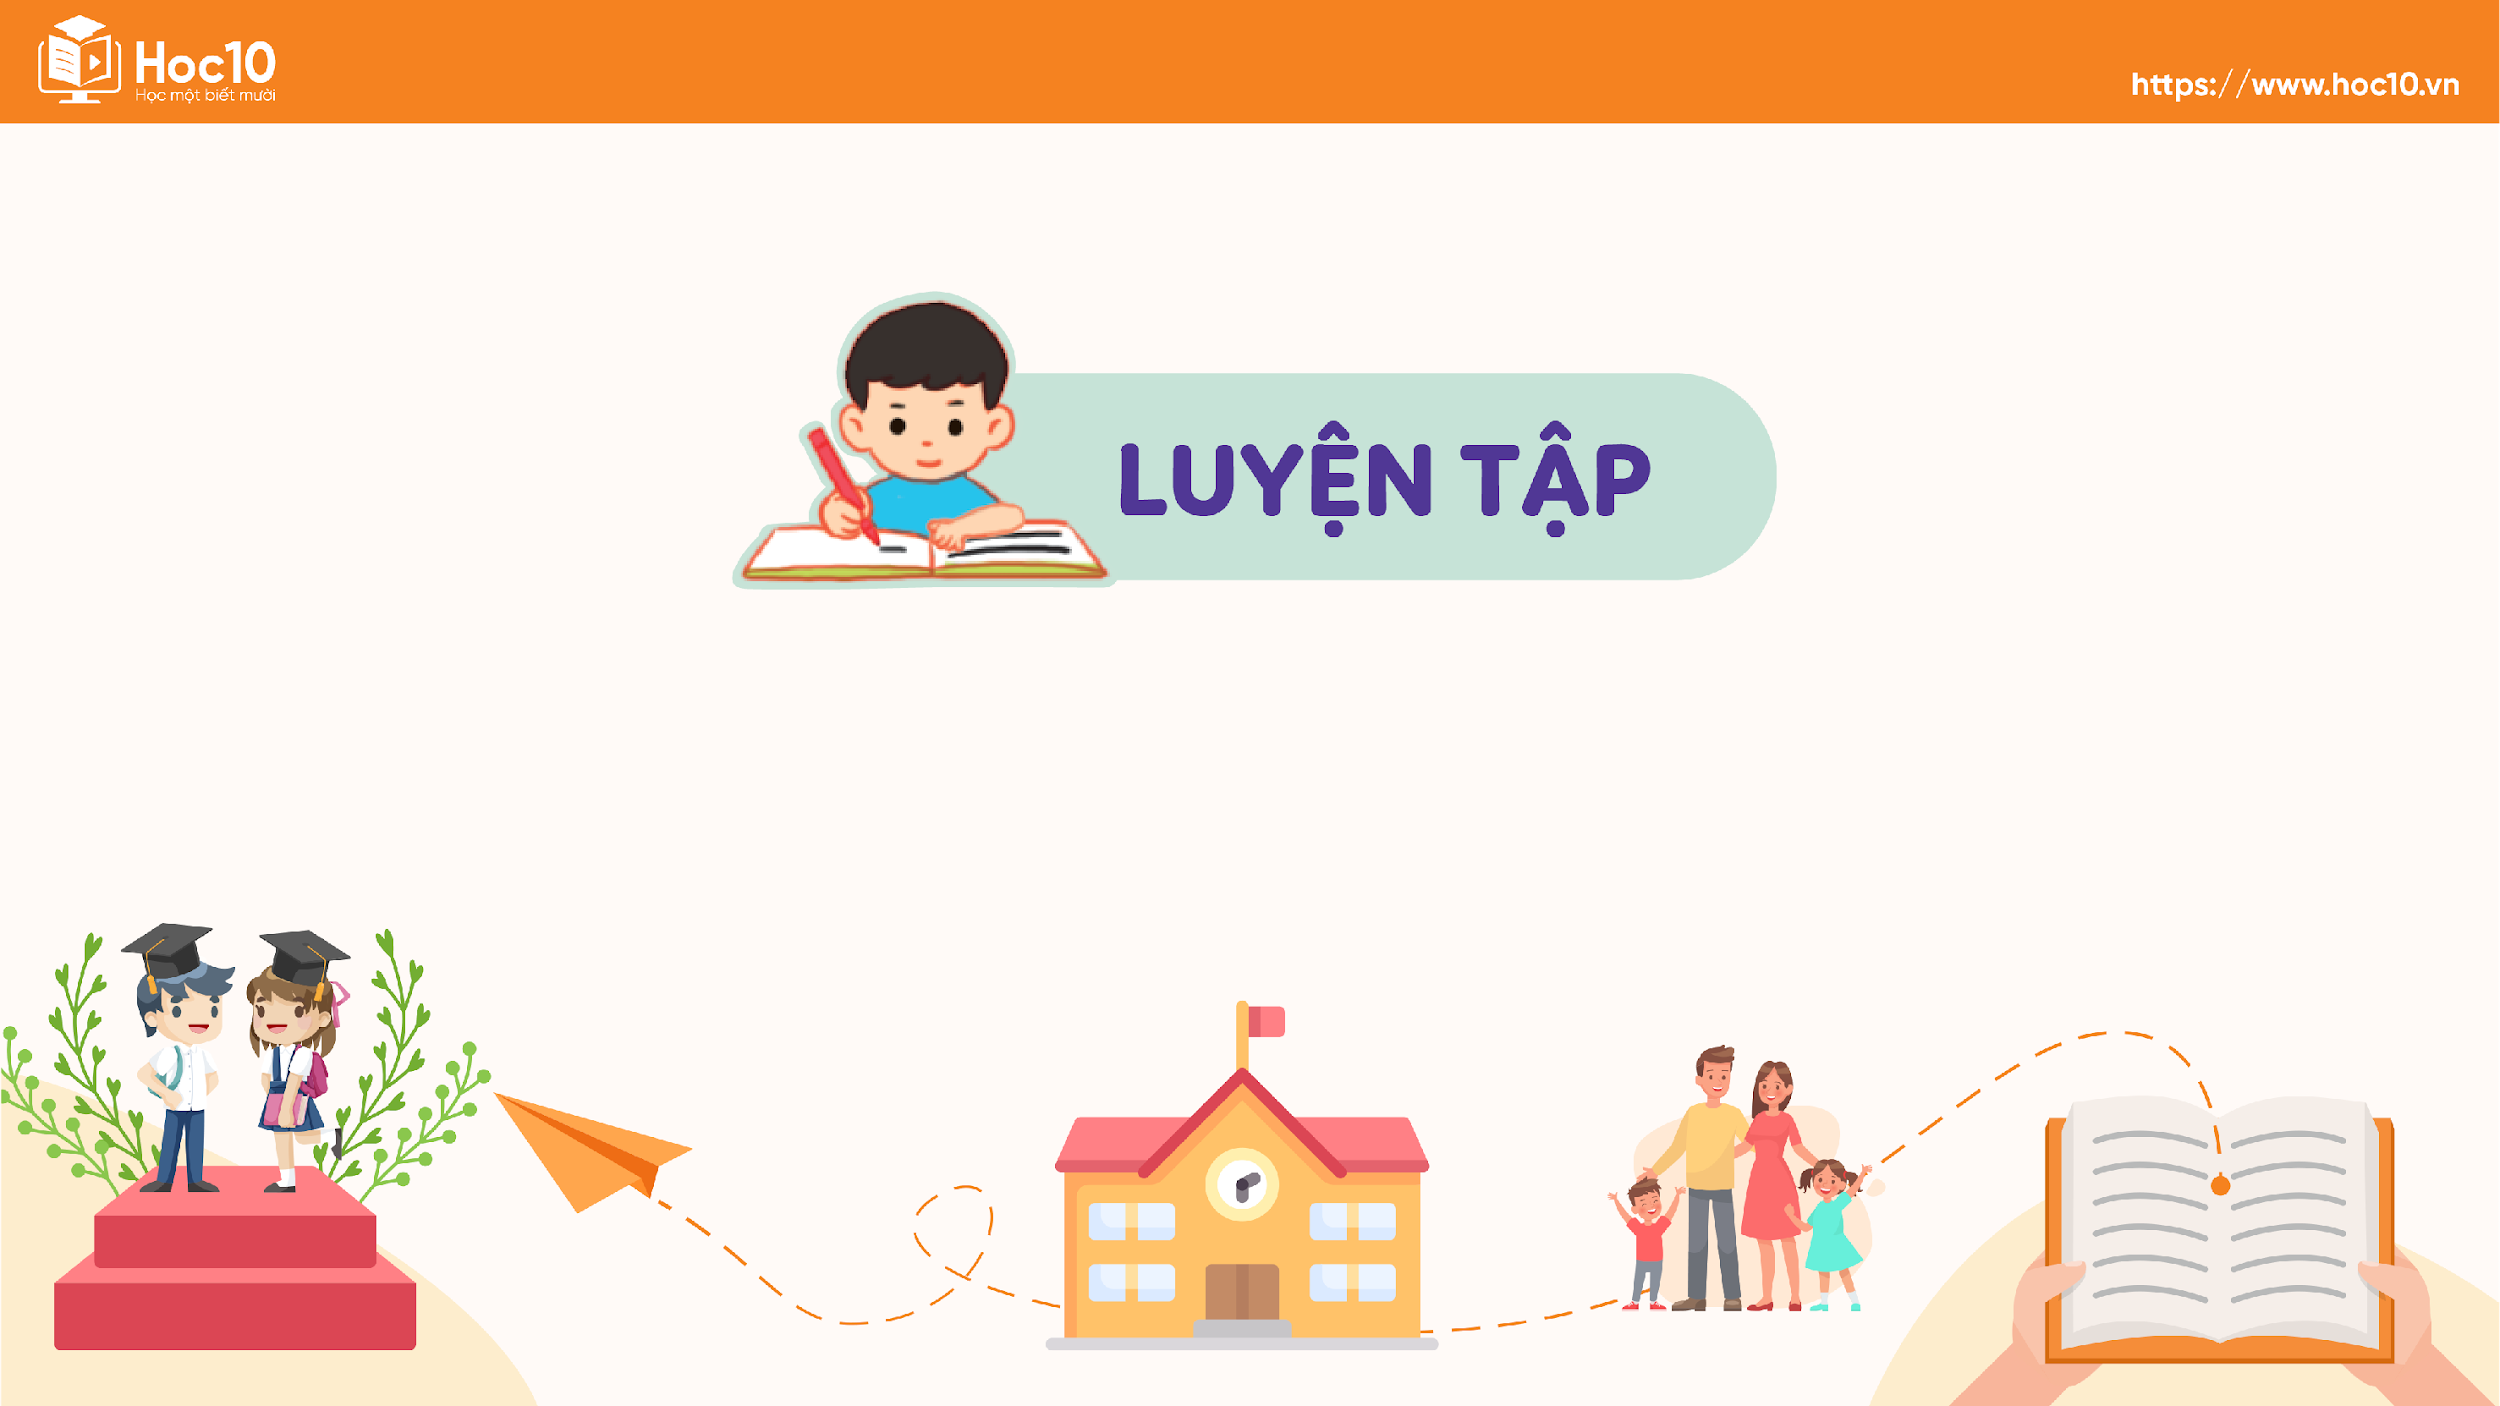 Hoc10
Học một biết mười
https://www.hoc10.vn
LUYỆN TẬP